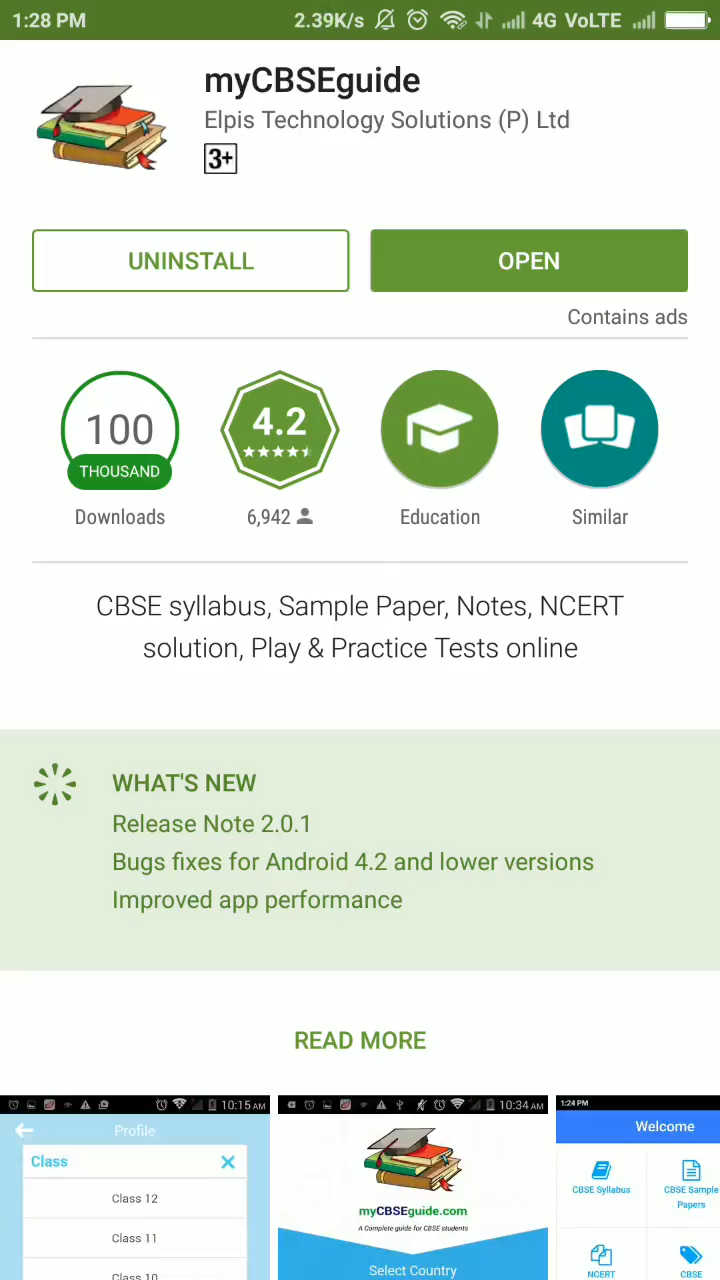 1:28 PM 2.39K/s 4G VoLTE
myCBSEguide
Elpis Technology Solutions (P) Ltd
3+
UNINSTALL OPEN
Contains ads
100 THOUSAND 4.2
Downloads 6,942 Education Similar
CBSE syllabus, Sample Paper, Notes, NCERT
solution, Play & Practice Tests online
WHAT'S NEW
Release Note 2.0.1
Bugs fixes for Android 4.2 and lower versions
Improved app performance
READ MORE
10:15 AM
Profile
Class
Class 12
Class 11
Class 10
10:34 AM
myCBSEguide.com
A Complete guide for CBSE students
Select Country
1:24 PM
Welcome
CBSE Syllabus
CBSE Sample
Papers
NCERT
CBSE